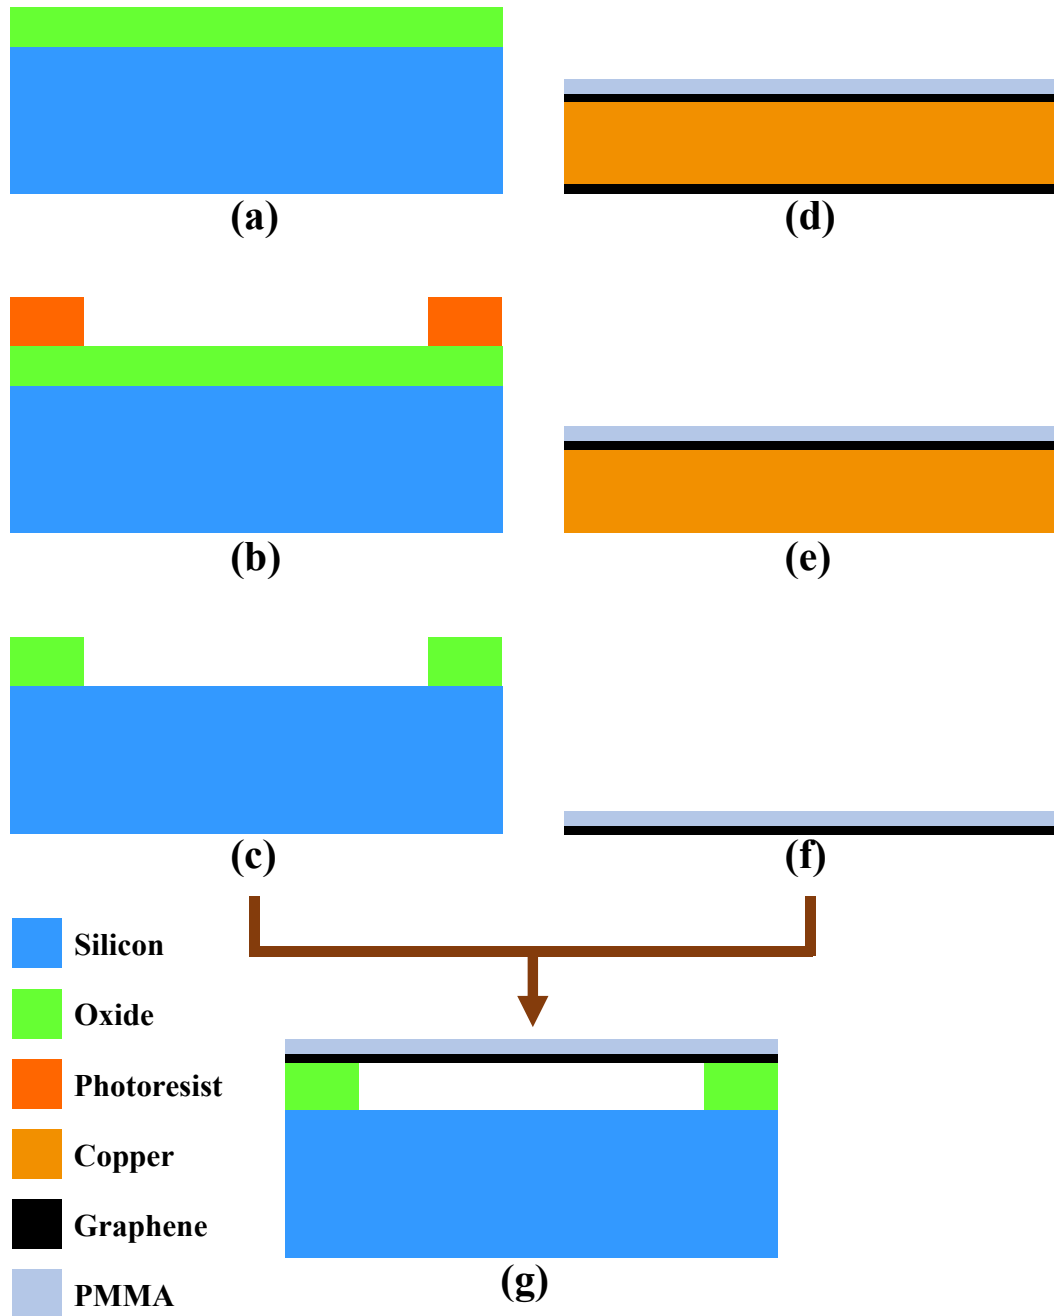 (a)
(d)
(b)
(e)
(c)
(f)
Silicon
Oxide
Photoresist
Copper
Graphene
PMMA
(g)